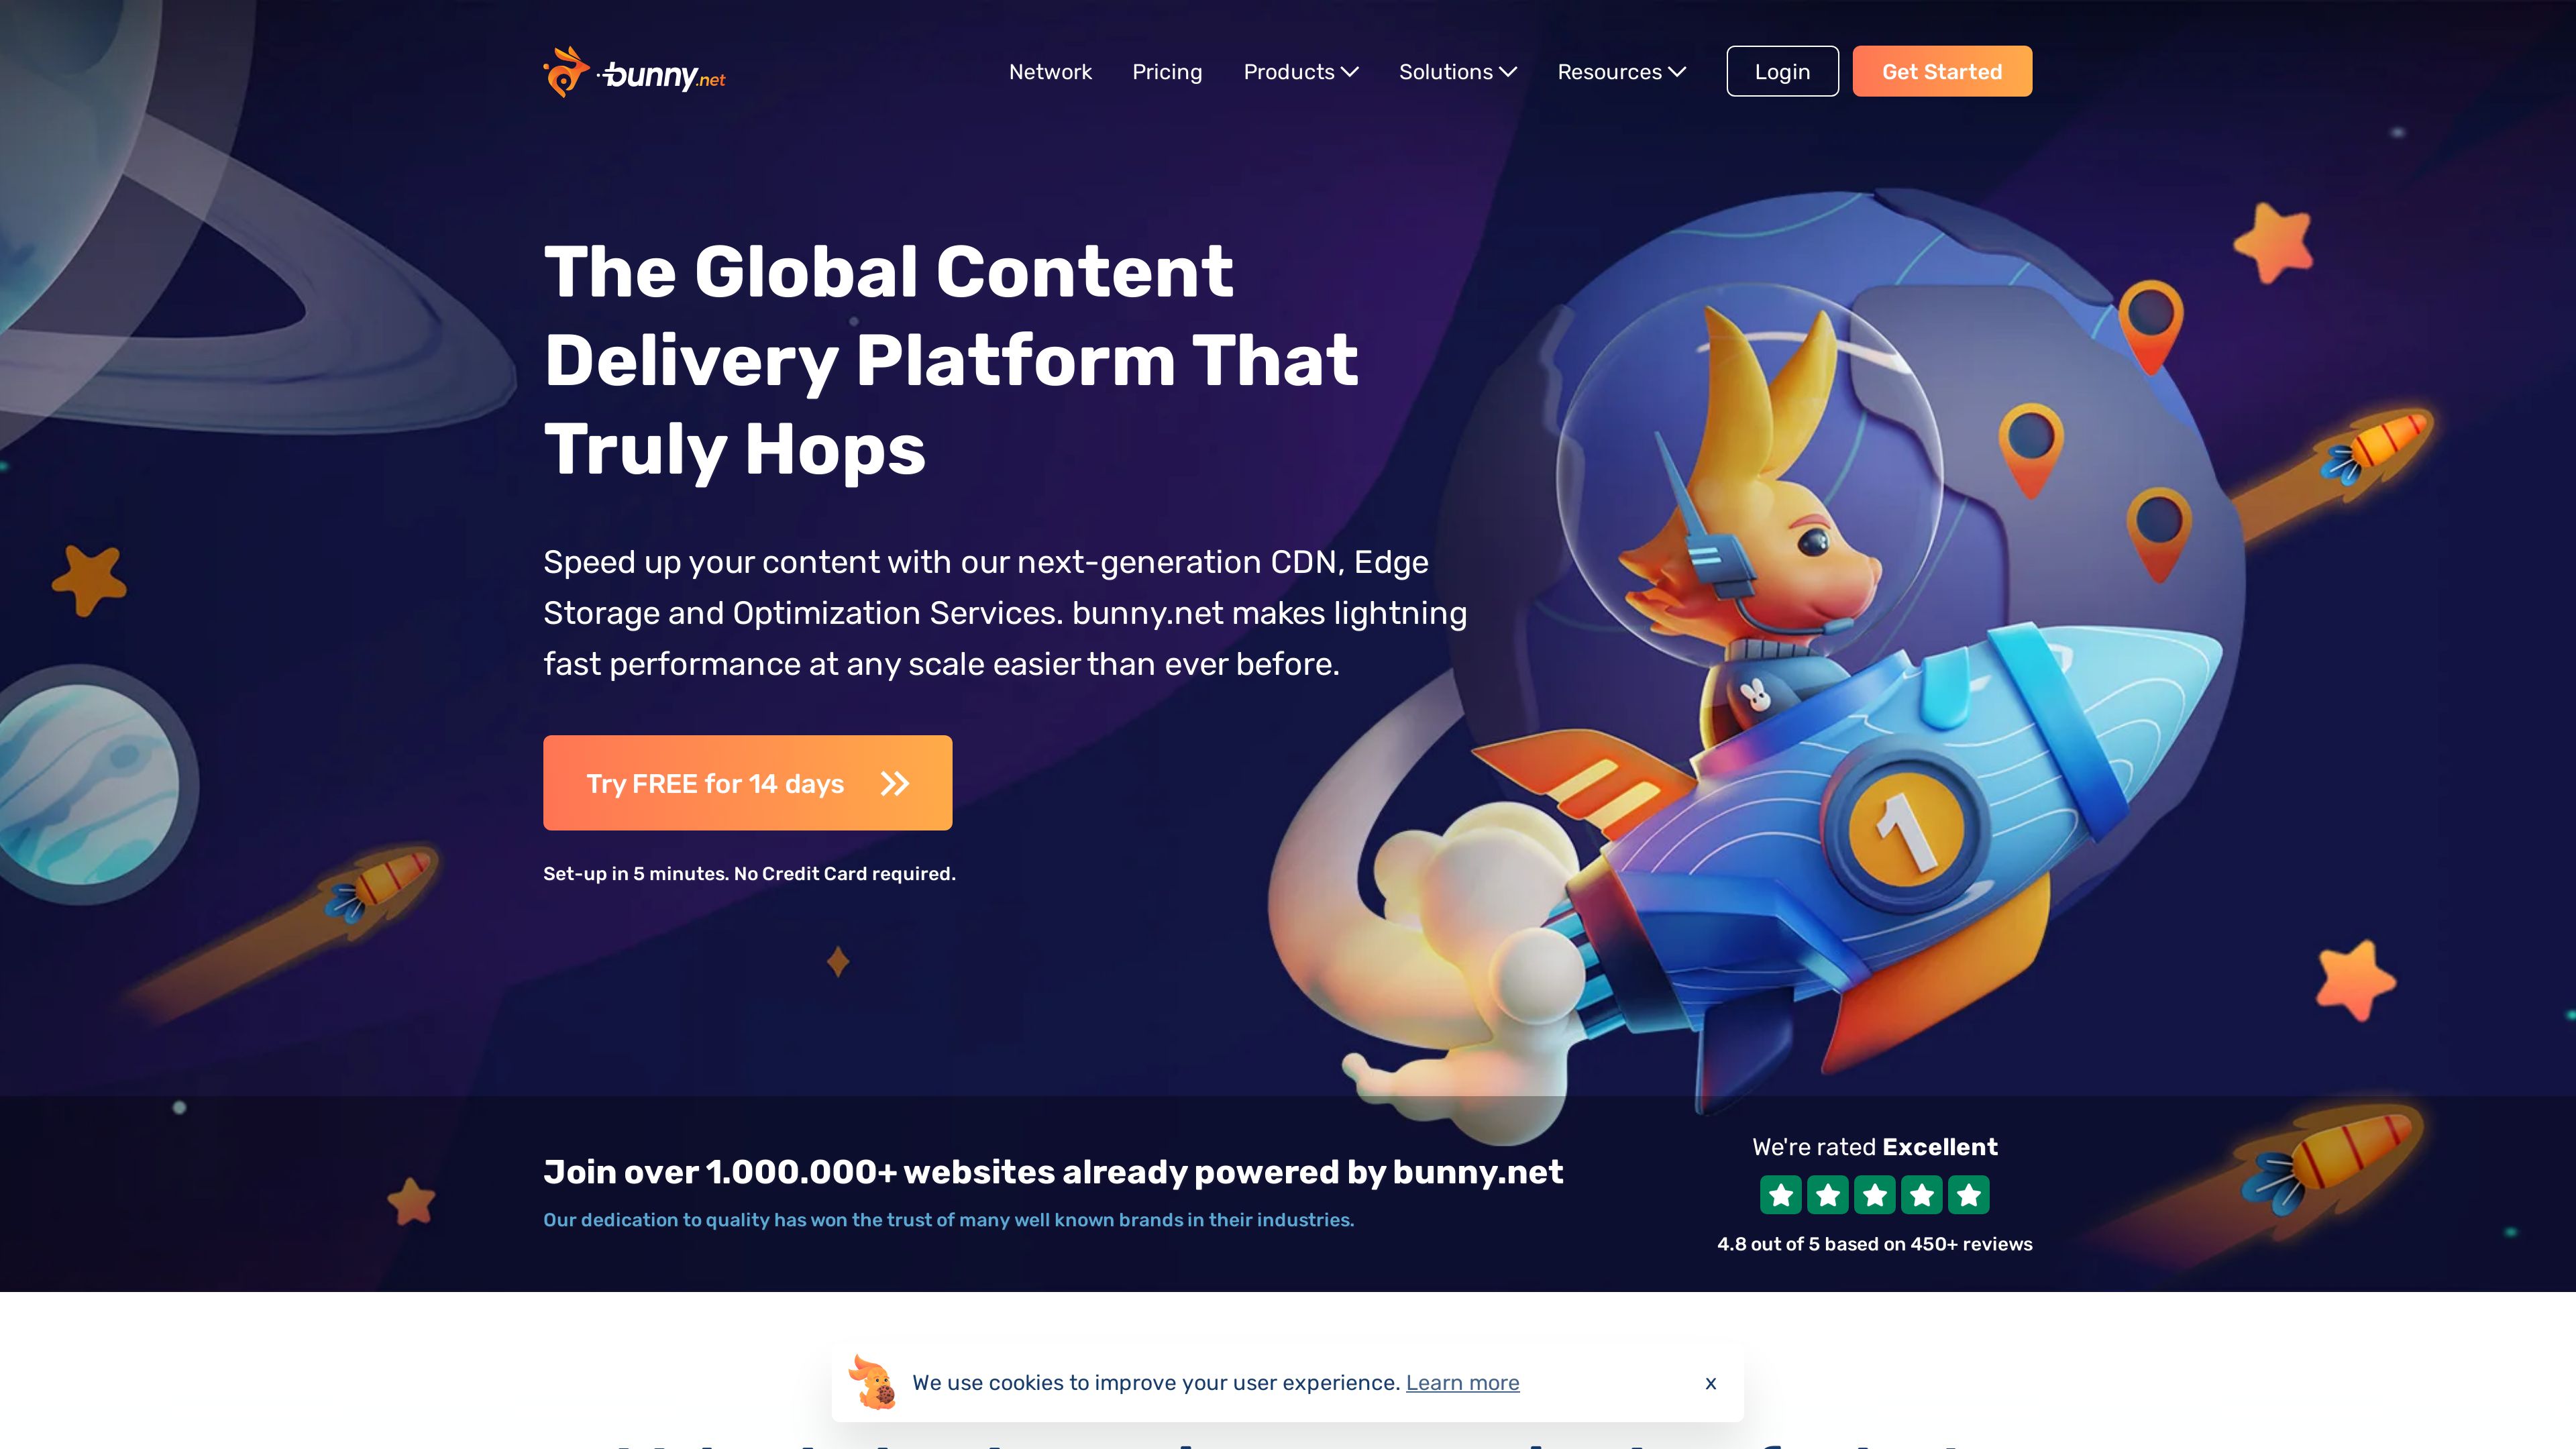 bunny.net
Network Pricing Products Solutions Resources Login Get Started
The Global Content
Delivery Platform That
Truly Hops
Speed up your content with our next-generation CDN, Edge
Storage and Optimization Services. bunny.net makes lightning
fast performance at any scale easier than ever before.
Try FREE for 14 days
Set-up in 5 minutes. No Credit Card required.
1
Join over 1.000.000+ websites already powered by bunny.net
Our dedication to quality has won the trust of many well known brands in their industries.
We're rated Excellent
4.8 out of 5 based on 450+ reviews
We use cookies to improve your user experience. Learn more x